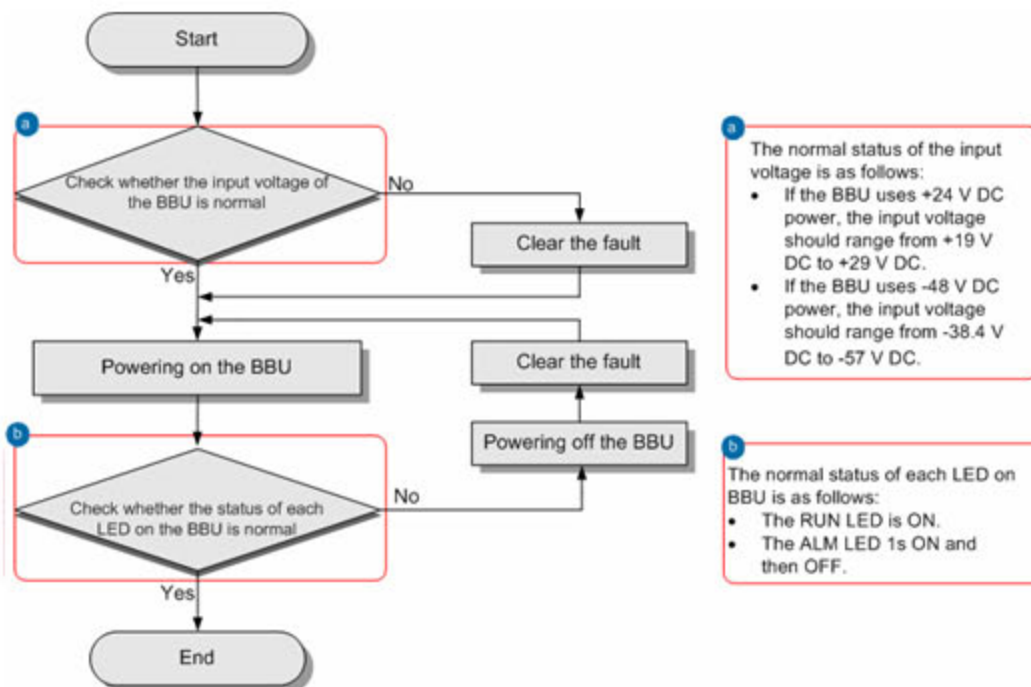 Start
a
Check whether the input voltage of
the BBU is normal
No
Clear the fault
Yes
Powering on the BBU
Clear the fault
Powering off the BBU
b
Check whether the status of each
LED on the BBU is normal
No
Yes
End
a
The normal status of the input
voltage is as follows:
• If the BBU uses +24 V DC
power, the input voltage
should range from +19 V
DC to +29 V DC.
• If the BBU uses -48 V DC
power, the input voltage
should range from -38.4 V
DC to -57 V DC.
b
The normal status of each LED on
BBU is as follows:
• The RUN LED is ON.
• The ALM LED 1s ON and
then OFF.